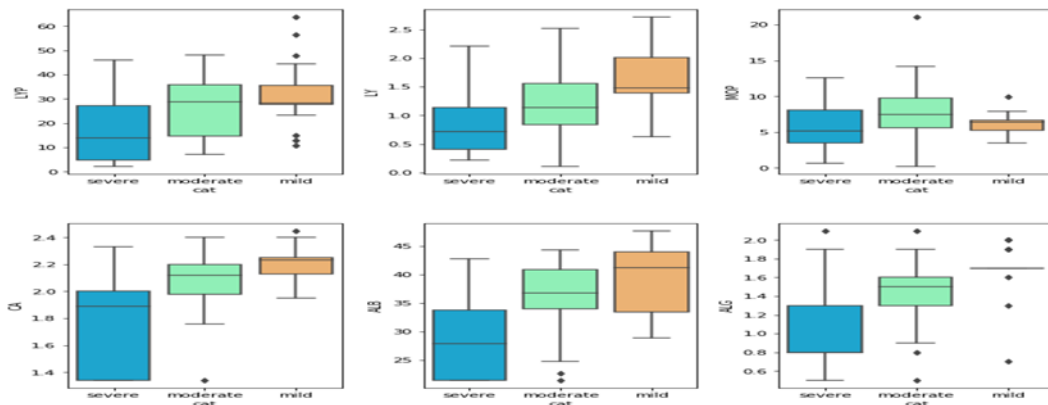 LYP
60
50
40
30
20
10
0
severe moderate mild
cat
LY
2.5
2.0
1.5
1.0
0.5
0.0
severe moderate mild
cat
MOP
20
15
10
5
0
severe moderate mild
cat
CA
2.4
2.2
2.0
1.8
1.6
1.4
severe moderate mild
cat
ALB
45
40
35
30
25
severe moderate mild
cat
ALG
2.0
1.8
1.6
1.4
1.2
1.0
0.8
0.6
severe moderate mild
cat